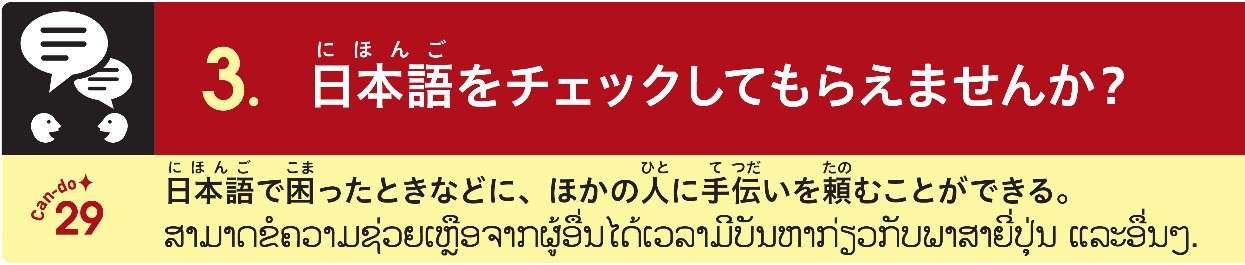 にほんご
3. 日本語をチェックしてもらえませんか？
にほんご こま ひと て つだ たの
Can-do 29
日本語で困ったときなどに、ほかの人に手伝いを頼むことができる。
ສາມາດຂໍຄວາມຊ່ວຍເຫຼືອຈາກຜູ້ອື່ນໄດ້ເວລາມີບັນຫາກ່ຽວກັບພາສາຍີ່ປຸ່ນ ແລະອື່ນໆ.